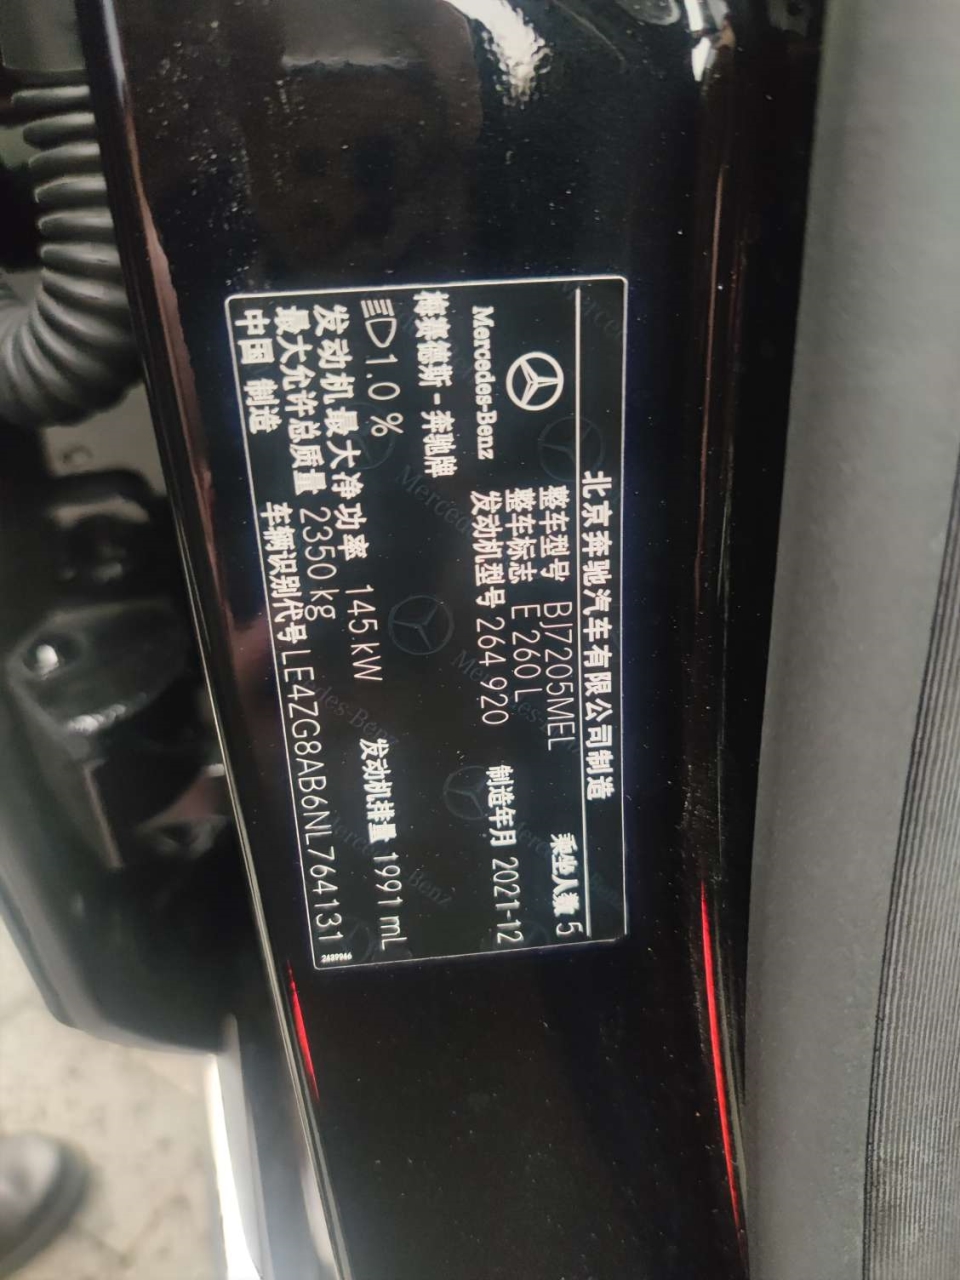 北京奔驰汽车有限公司制造
Mercedes-Benz
整车型号 BJ7205MEL 乘坐人数 5
整车标志 E 260 L
发动机型号 264 920 制造年月 2021-12
梅赛德斯-奔驰牌
1.0 %
发动机最大净功率 145 kW 发动机排量 1991 mL
最大允许总质量 2350 kg
中国 制造 车辆识别代号 LE4ZG8AB6NL764131